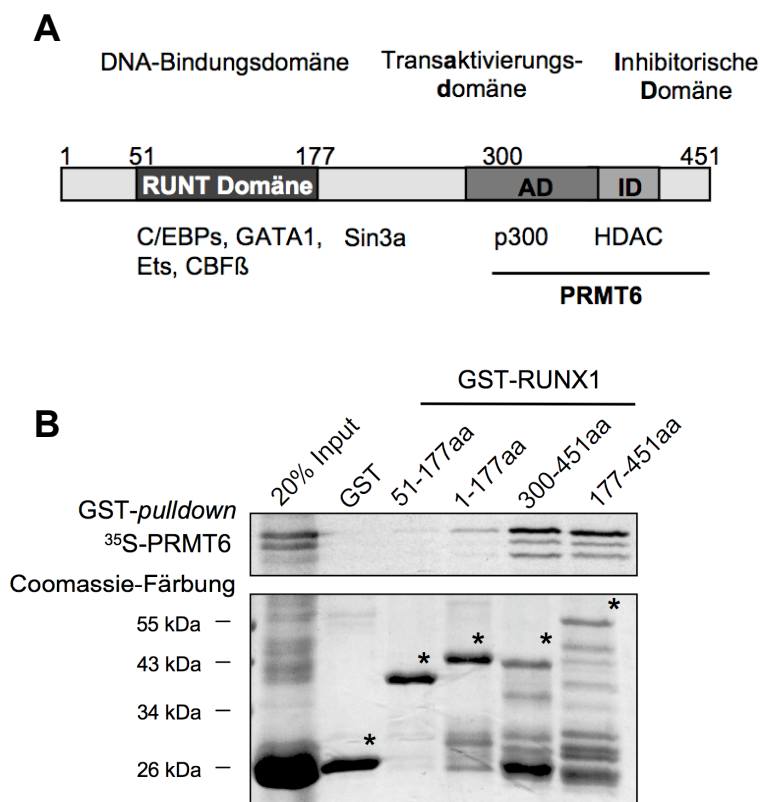 A
DNA-Bindungsdomäne
Transaktivierungs-
domäne
Inhibitorische
Domäne
1 51 177 300 451
RUNT Domäne AD ID
C/EBPs, GATA1,
Ets, CBFß
Sin3a
p300
HDAC
PRMT6
B
GST-RUNX1
20% Input
GST
51-177aa
1-177aa
300-451aa
177-451aa
GST-pulldown
³⁵S-PRMT6
Coomassie-Färbung
55 kDa
43 kDa
34 kDa
26 kDa
* * * * *